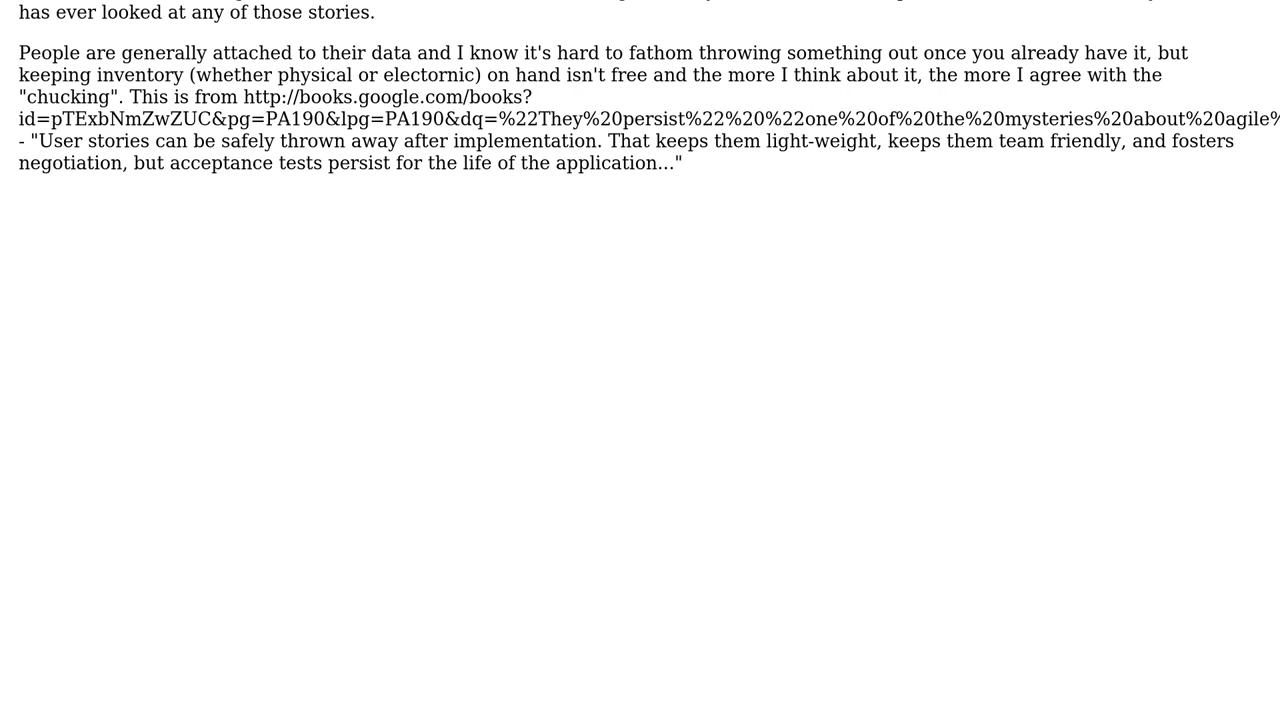 has ever looked at any of those stories.
People are generally attached to their data and I know it's hard to fathom throwing something out once you already have it, but
keeping inventory (whether physical or electornic) on hand isn't free and the more I think about it, the more I agree with the
"chucking". This is from http://books.google.com/books?
id=pTExbNmZwZUC&pg=PA190&lpg=PA190&dq=%22They%20persist%22%20%22one%20of%20the%20mysteries%20about%20agile%
- "User stories can be safely thrown away after implementation. That keeps them light-weight, keeps them team friendly, and fosters
negotiation, but acceptance tests persist for the life of the application..."